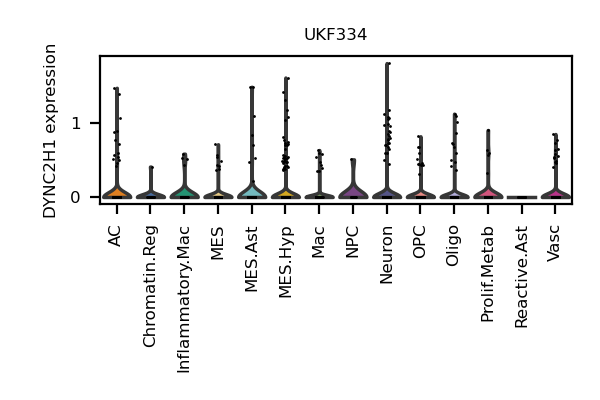 UKF334
DYNC2H1 expression
1
0
AC
Chromatin.Reg
Inflammatory.Mac
MES
MES.Ast
MES.Hyp
Mac
NPC
Neuron
OPC
Oligo
Prolif.Metab
Reactive.Ast
Vasc